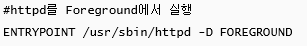 #httpd를 Foreground에서 실행
ENTRYPOINT /usr/sbin/httpd -D FOREGROUND